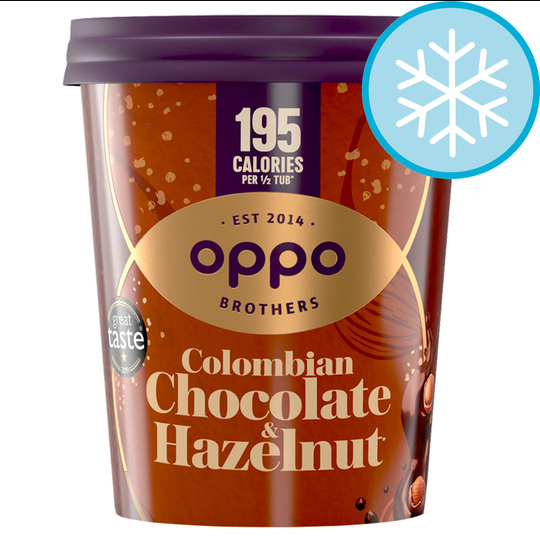 195
CALORIES
PER ½ TUB*
· EST 2014 ·
oppo
BROTHERS
great
taste
Colombian
Chocolate
&
Hazelnut